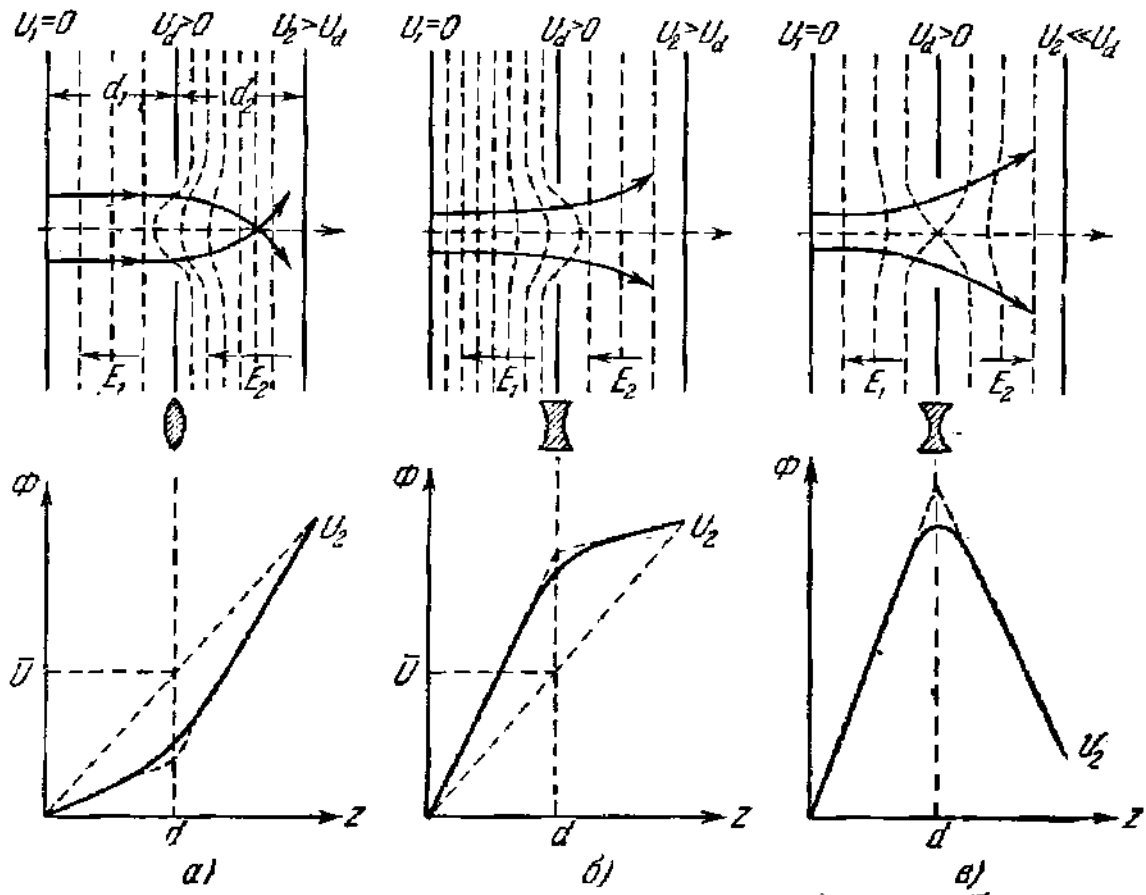 U₁=0 U_d>0 U₂>U_d
U₁=0 U_d>0 U₂>U_d
U₁=0 U_d>0 U₂≪U_d
d₁ d₂
E₁ E₂
E₁ E₂
E₁ E₂
Ф U₂
Ū
d z
а)
Ф U₂
Ū
d z
б)
Ф
U₂
d z
в)